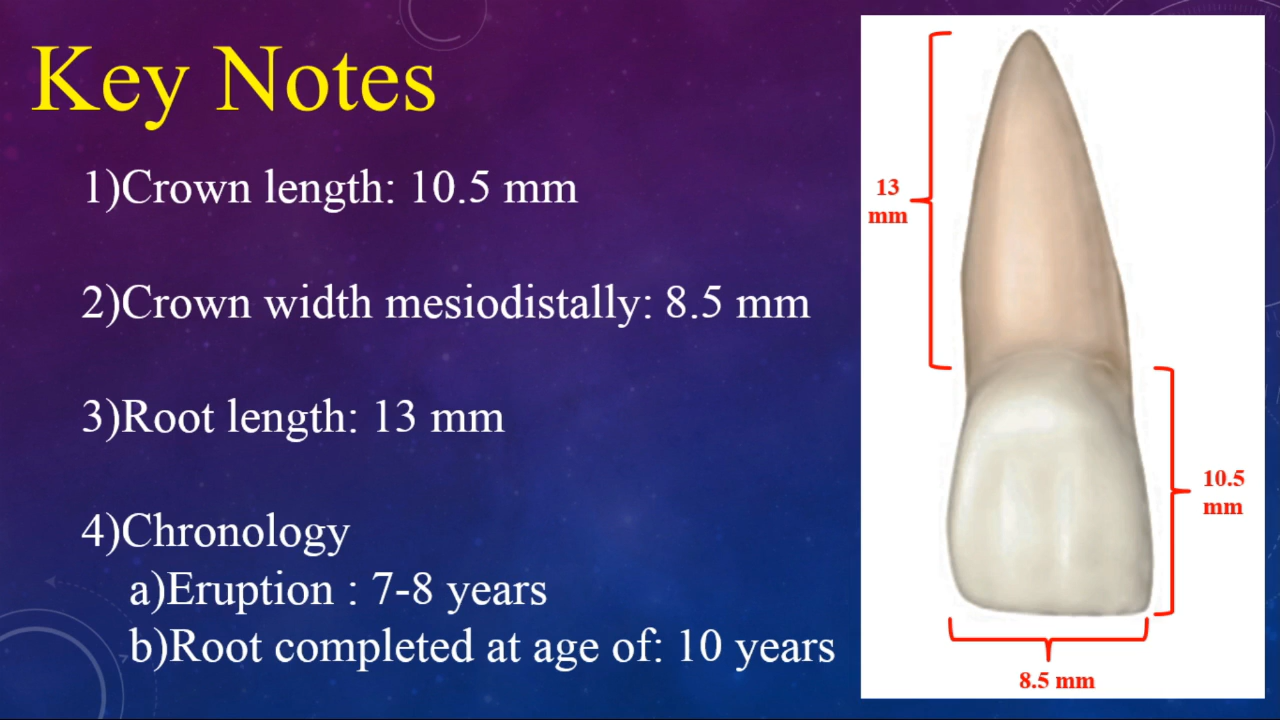 Key Notes
1)Crown length: 10.5 mm
2)Crown width mesiodistally: 8.5 mm
3)Root length: 13 mm
4)Chronology
a)Eruption : 7-8 years
b)Root completed at age of: 10 years
13
mm
10.5
mm
8.5 mm